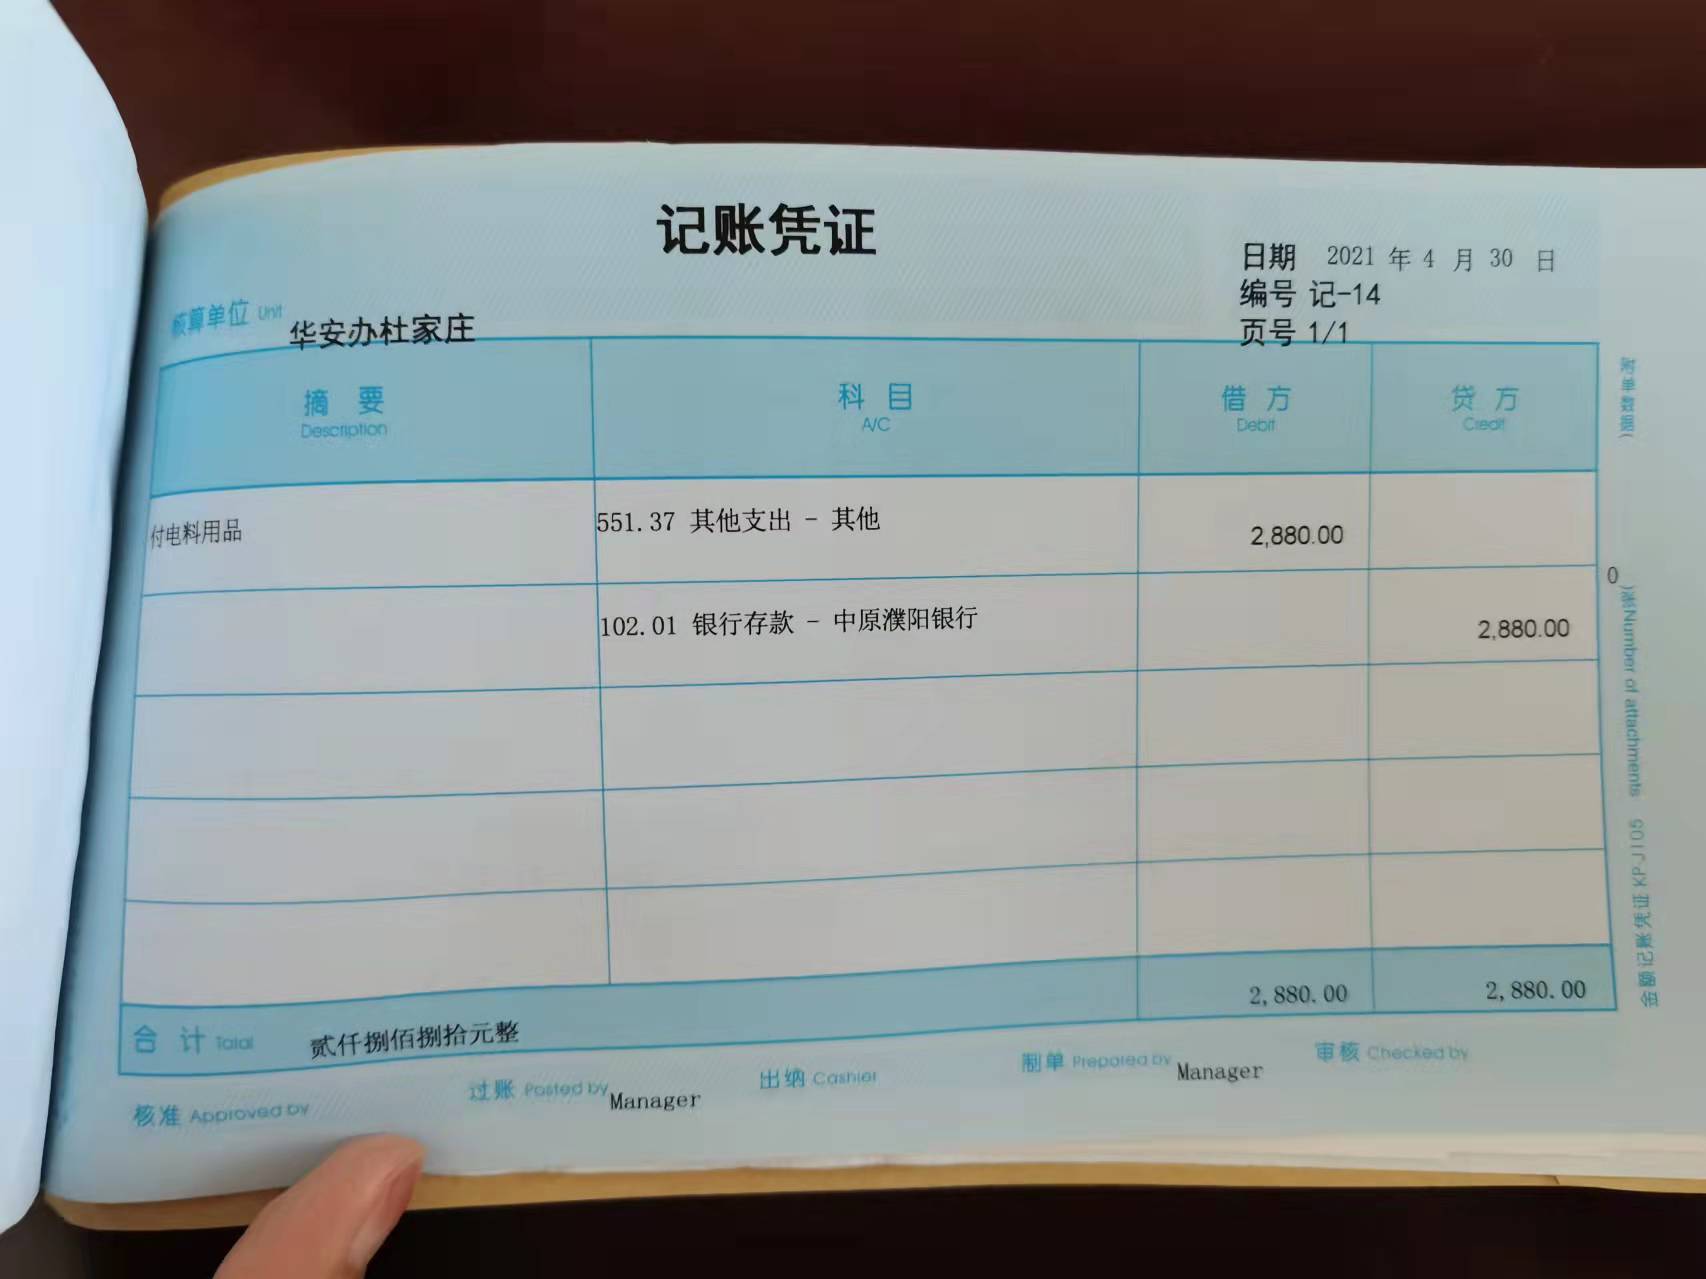 记账凭证
日期 2021 年 4 月 30 日
编号 记-14
核算单位 Unit 华安办杜家庄
页号 1/1
摘 要 科 目 借 方 贷 方
Description A/C Debit Credit
付电料用品 551.37 其他支出 - 其他 2,880.00
102.01 银行存款 - 中原濮阳银行 2,880.00
合 计 Total 贰仟捌佰捌拾元整 2,880.00 2,880.00
核准 Approved by 过账 Posted by Manager 出纳 Cashier 制单 Prepared by Manager 审核 Checked by
(附单数据
0
张)Number of attachments
金额记账凭证 KPJ105